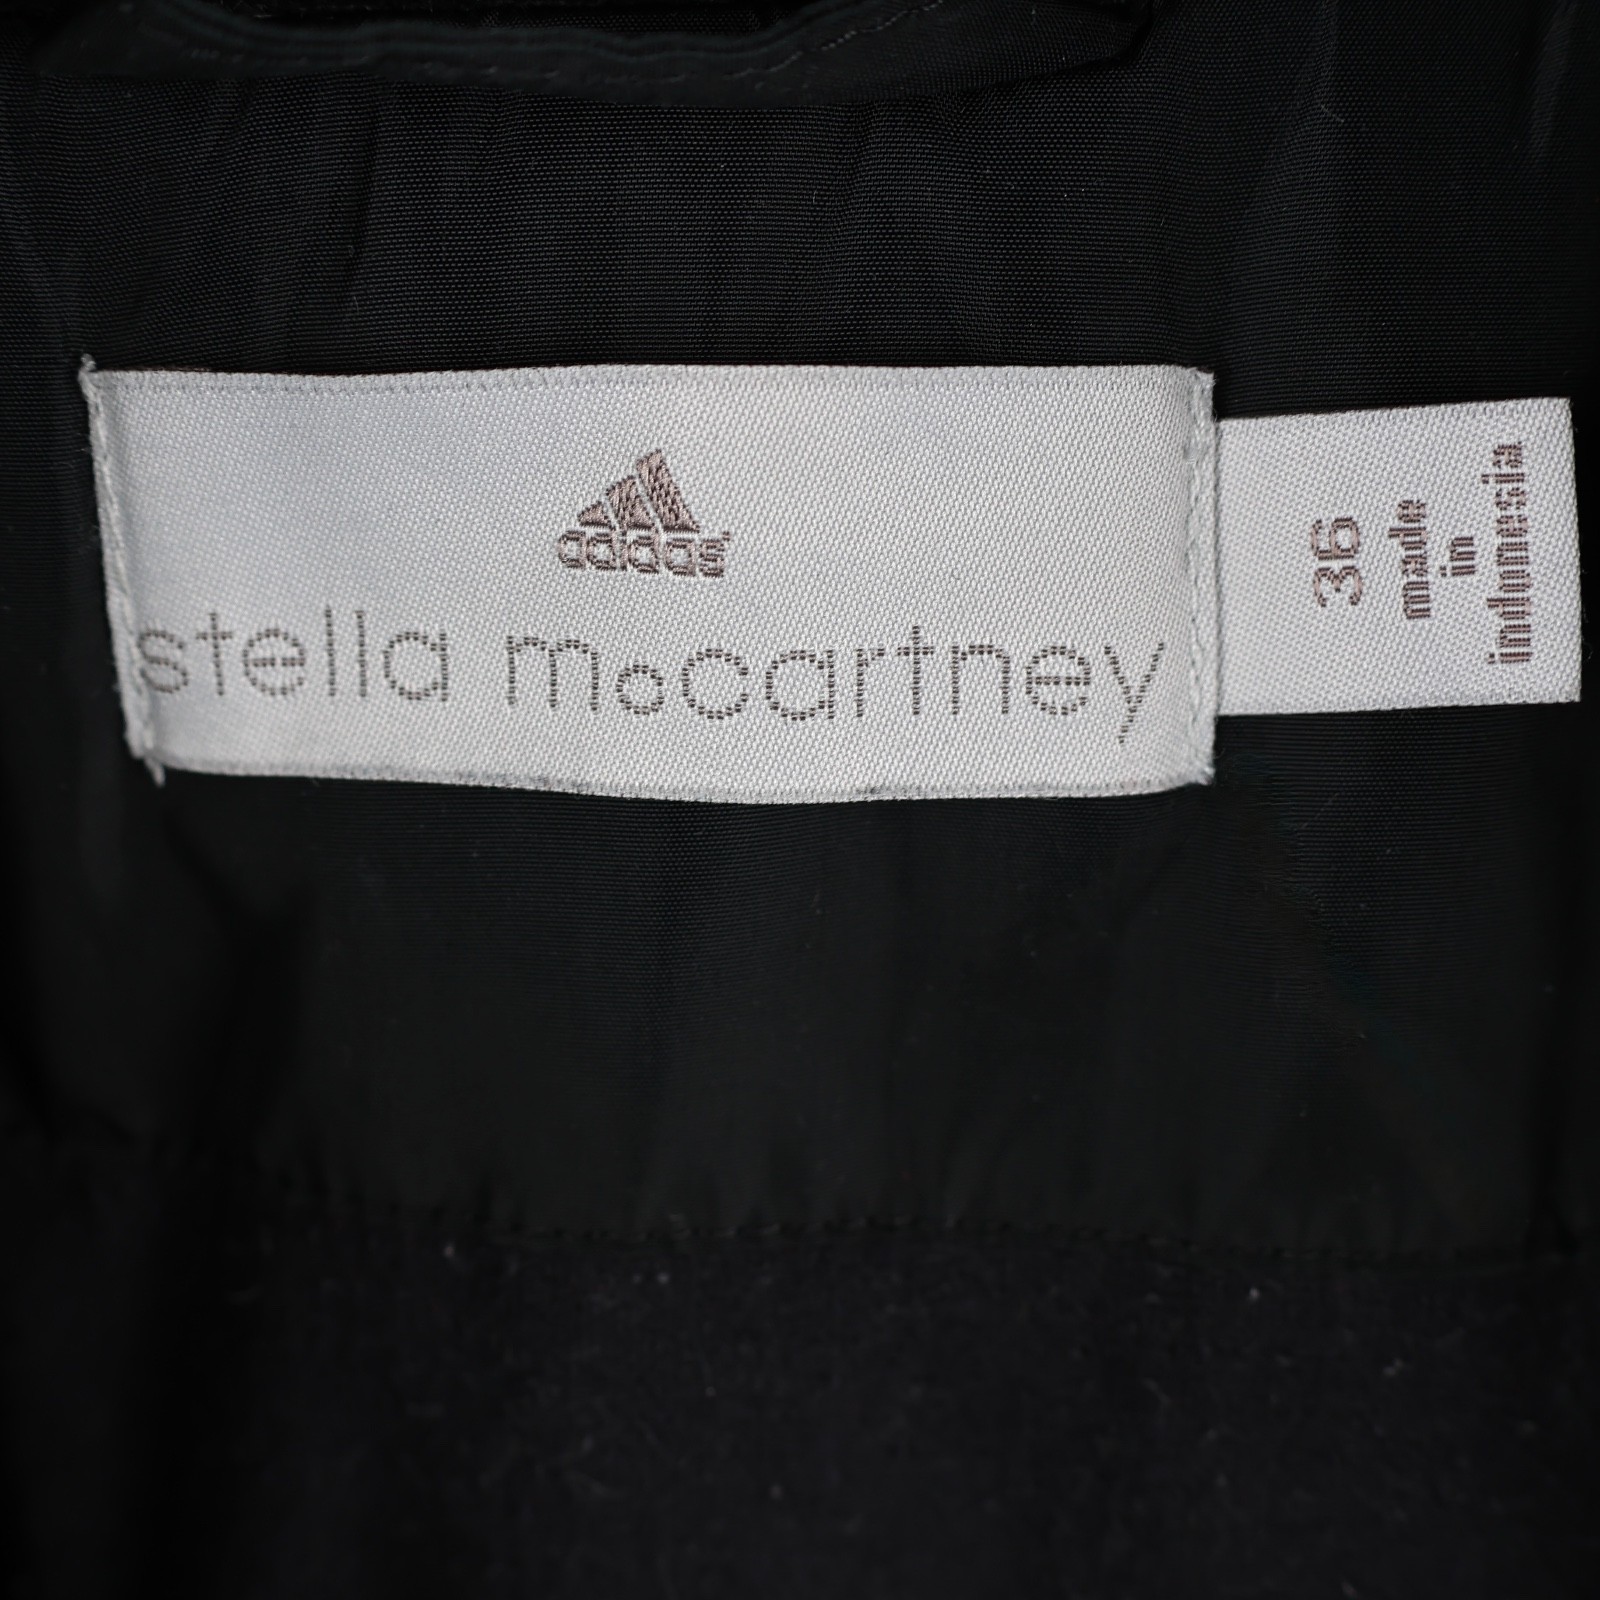 adidas
stella mccartney
36
made
in
indonesia